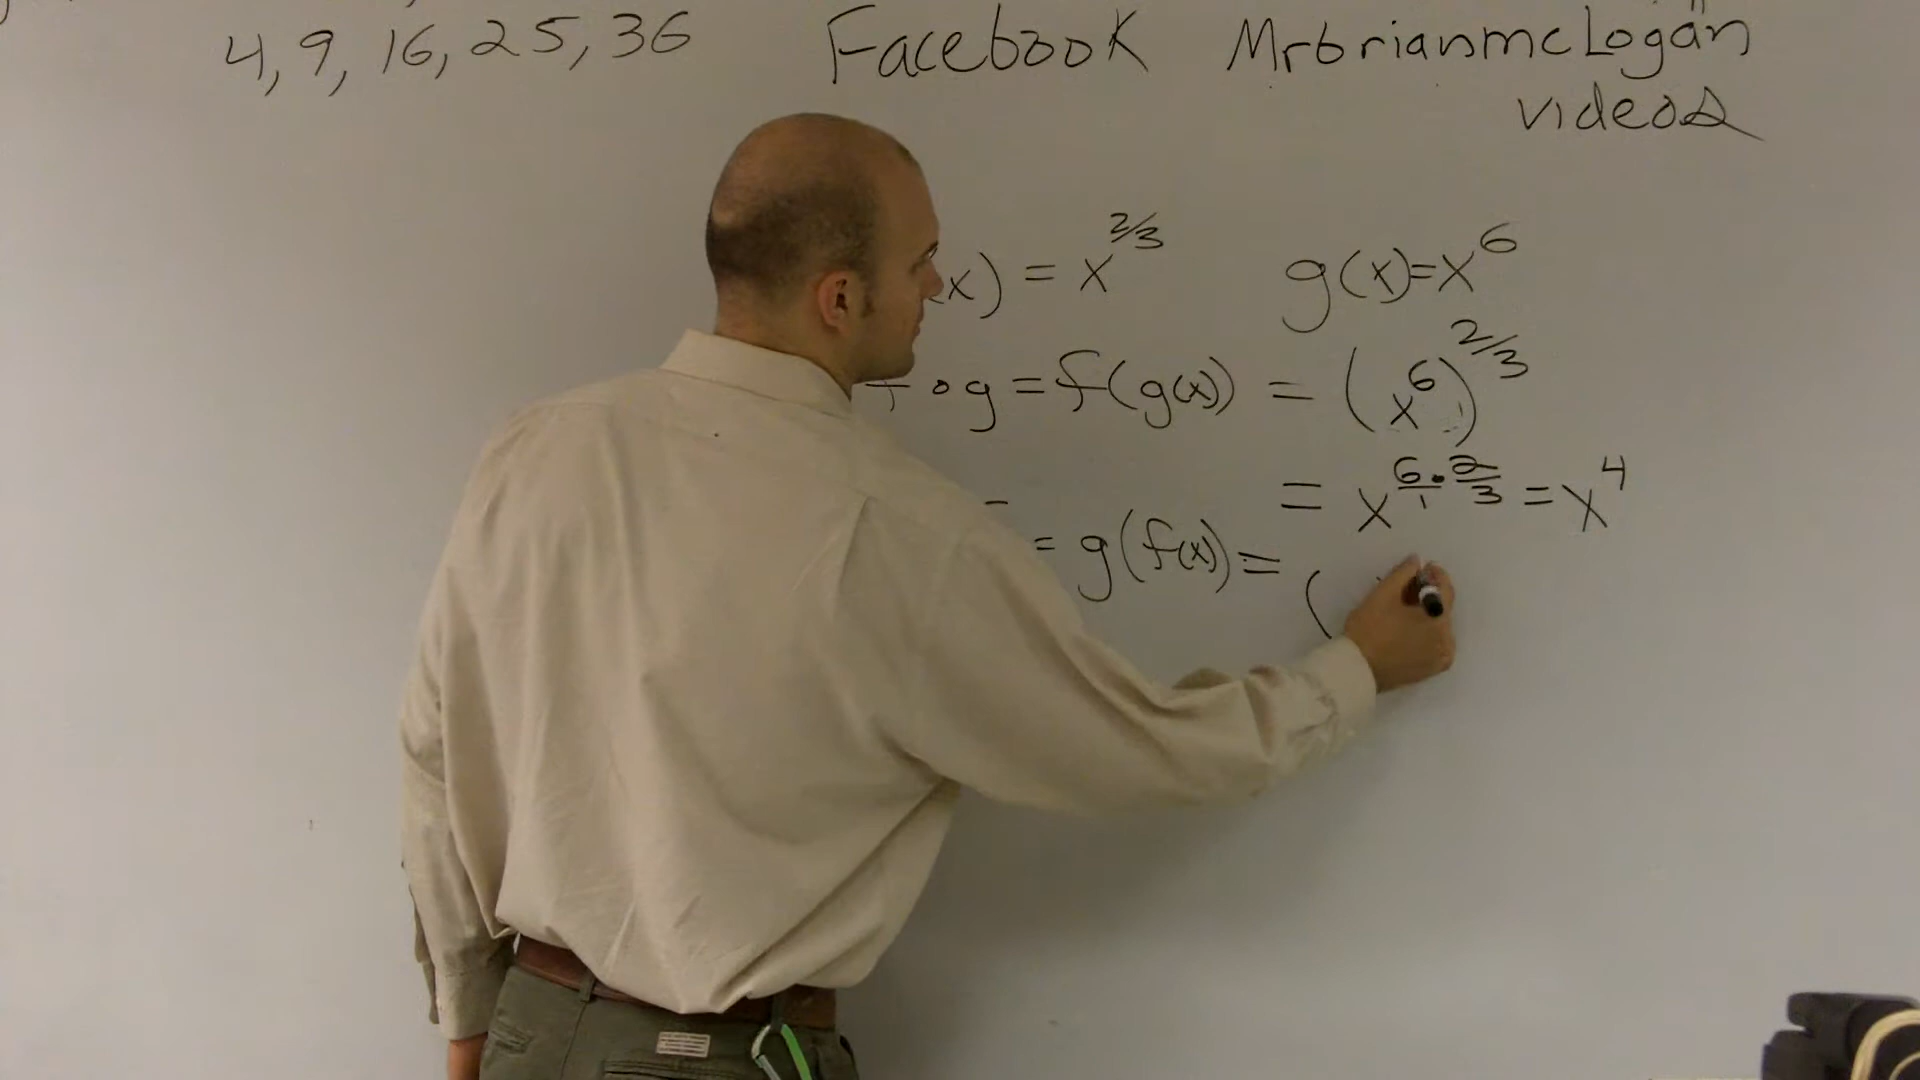 4, 9, 16, 25, 36 Facebook MrbrianmcLogan
videos
x) = x^2/3 g(x)=x^6
f∘g = f(g(x)) = (x^6)^2/3
= x^(6/1 · 2/3) = x^4
= g(f(x)) = (